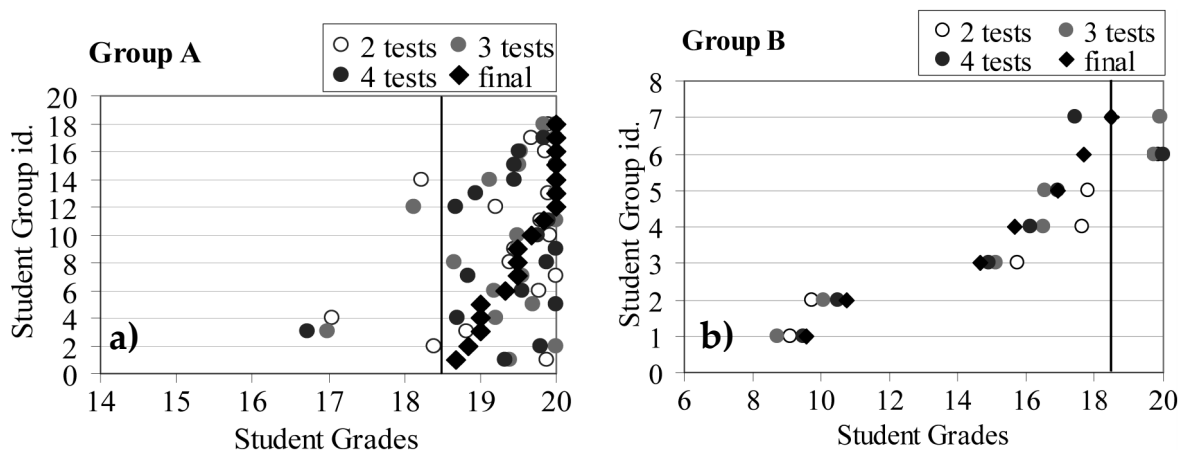 Group A
2 tests 3 tests
4 tests final
20
18
16
14
12
10
8
6
4
2
0
Student Group id.
a)
14 15 16 17 18 19 20
Student Grades
Group B
2 tests 3 tests
4 tests final
8
7
6
5
4
3
2
1
0
Student Group id.
b)
6 8 10 12 14 16 18 20
Student Grades